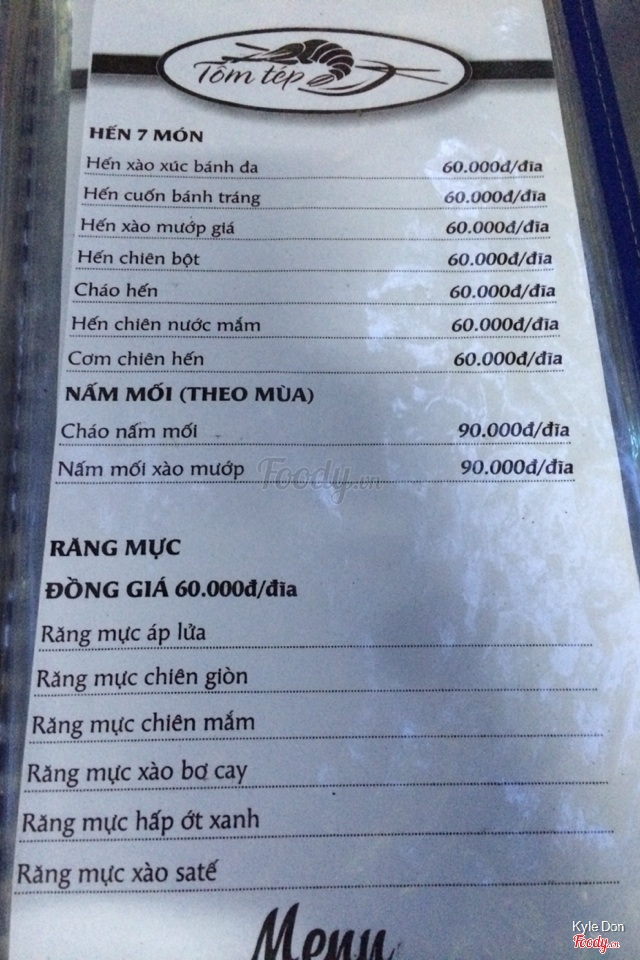 Tôm tép
HẾN 7 MÓN
Hến xào xúc bánh đa 60.000đ/đĩa
Hến cuốn bánh tráng 60.000đ/đĩa
Hến xào mướp giá 60.000đ/đĩa
Hến chiên bột 60.000đ/đĩa
Cháo hến 60.000đ/đĩa
Hến chiên nước mắm 60.000đ/đĩa
Cơm chiên hến 60.000đ/đĩa
NẤM MỐI (THEO MÙA)
Cháo nấm mối 90.000đ/đĩa
Nấm mối xào mướp 90.000đ/đĩa
Foody.vn
RĂNG MỰC
ĐỒNG GIÁ 60.000đ/đĩa
Răng mực áp lửa
Răng mực chiên giòn
Răng mực chiên mắm
Răng mực xào bơ cay
Răng mực hấp ớt xanh
Răng mực xào satế
Menu
Kyle Don
Foody.vn